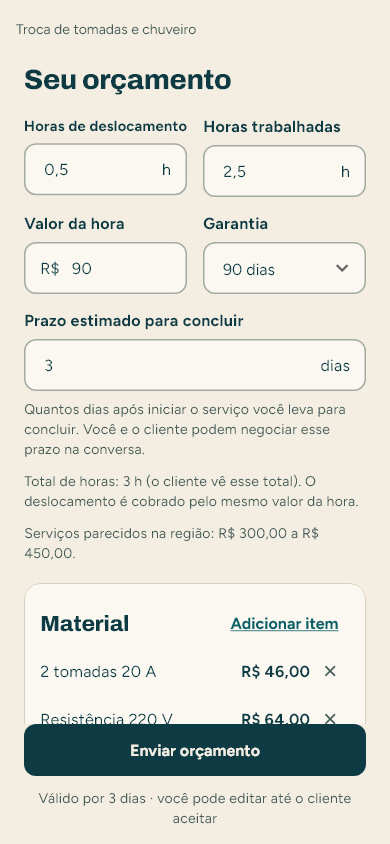 Troca de tomadas e chuveiro
Seu orçamento
Horas de deslocamento
Horas trabalhadas
0,5 h
2,5 h
Valor da hora
Garantia
R$ 90
90 dias
Prazo estimado para concluir
3 dias
Quantos dias após iniciar o serviço você leva para
concluir. Você e o cliente podem negociar esse
prazo na conversa.
Total de horas: 3 h (o cliente vê esse total). O
deslocamento é cobrado pelo mesmo valor da hora.
Serviços parecidos na região: R$ 300,00 a R$
450,00.
Material
Adicionar item
2 tomadas 20 A R$ 46,00 ×
Resistência 220 V R$ 64,00 ×
Enviar orçamento
Válido por 3 dias · você pode editar até o cliente
aceitar